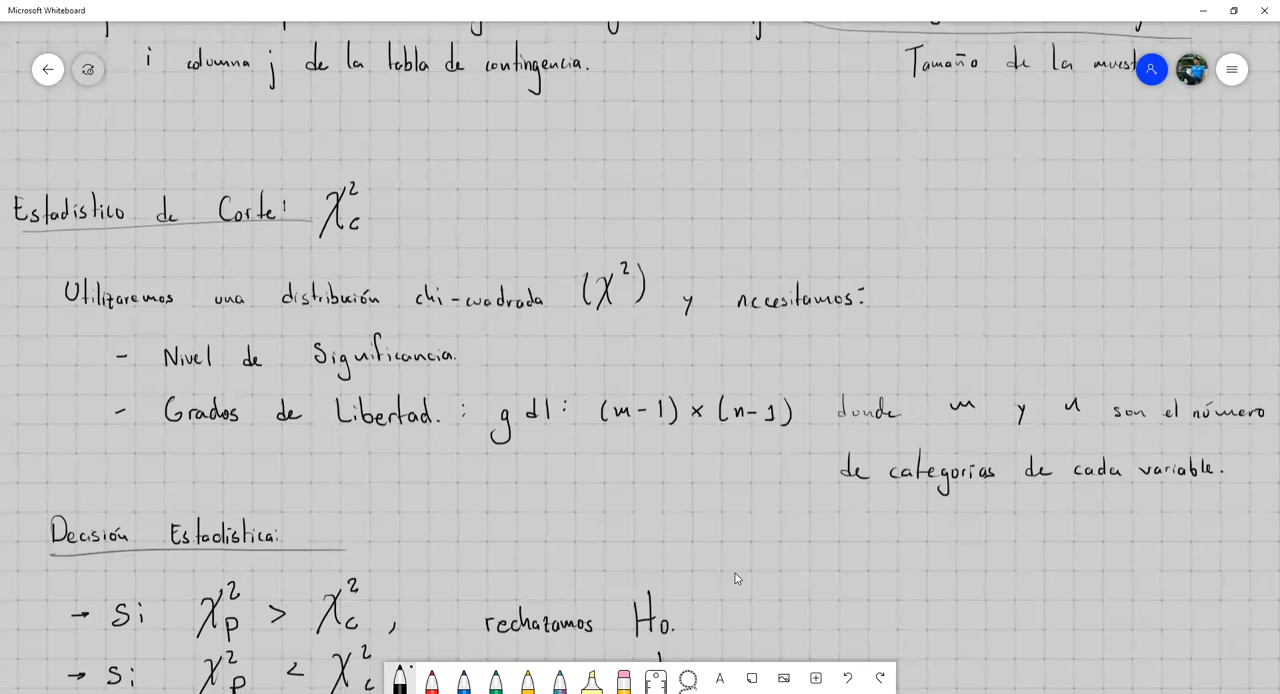 Microsoft Whiteboard
i columna j de la tabla de contingencia.
Tamaño de la muest
Estadístico de Corte: χ²c
Utilizaremos una distribución chi-cuadrada (χ²) y necesitamos:
- Nivel de Significancia.
- Grados de Libertad. : gdl: (m-1) × (n-1) donde m y n son el número
de categorías de cada variable.
Decisión Estadística:
→ Si χ²p > χ²c, rechazamos H₀.
→ Si χ²p < χ²c
A